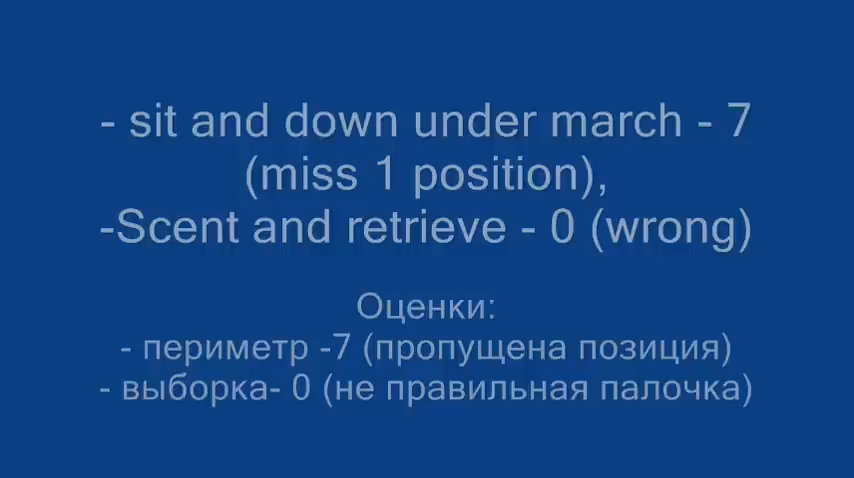 - sit and down under march - 7
(miss 1 position),
-Scent and retrieve - 0 (wrong)
Оценки:
- периметр -7 (пропущена позиция)
- выборка- 0 (не правильная палочка)